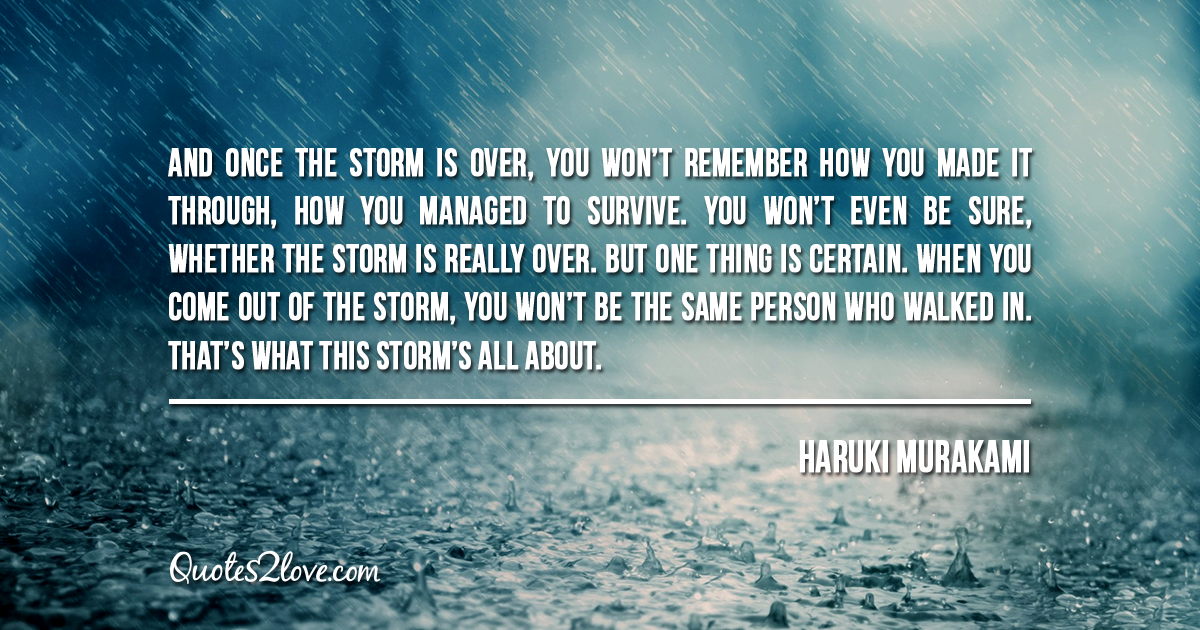 AND ONCE THE STORM IS OVER, YOU WON'T REMEMBER HOW YOU MADE IT
THROUGH, HOW YOU MANAGED TO SURVIVE. YOU WON'T EVEN BE SURE,
WHETHER THE STORM IS REALLY OVER. BUT ONE THING IS CERTAIN. WHEN YOU
COME OUT OF THE STORM, YOU WON'T BE THE SAME PERSON WHO WALKED IN.
THAT'S WHAT THIS STORM'S ALL ABOUT.
HARUKI MURAKAMI
Quotes2love.com